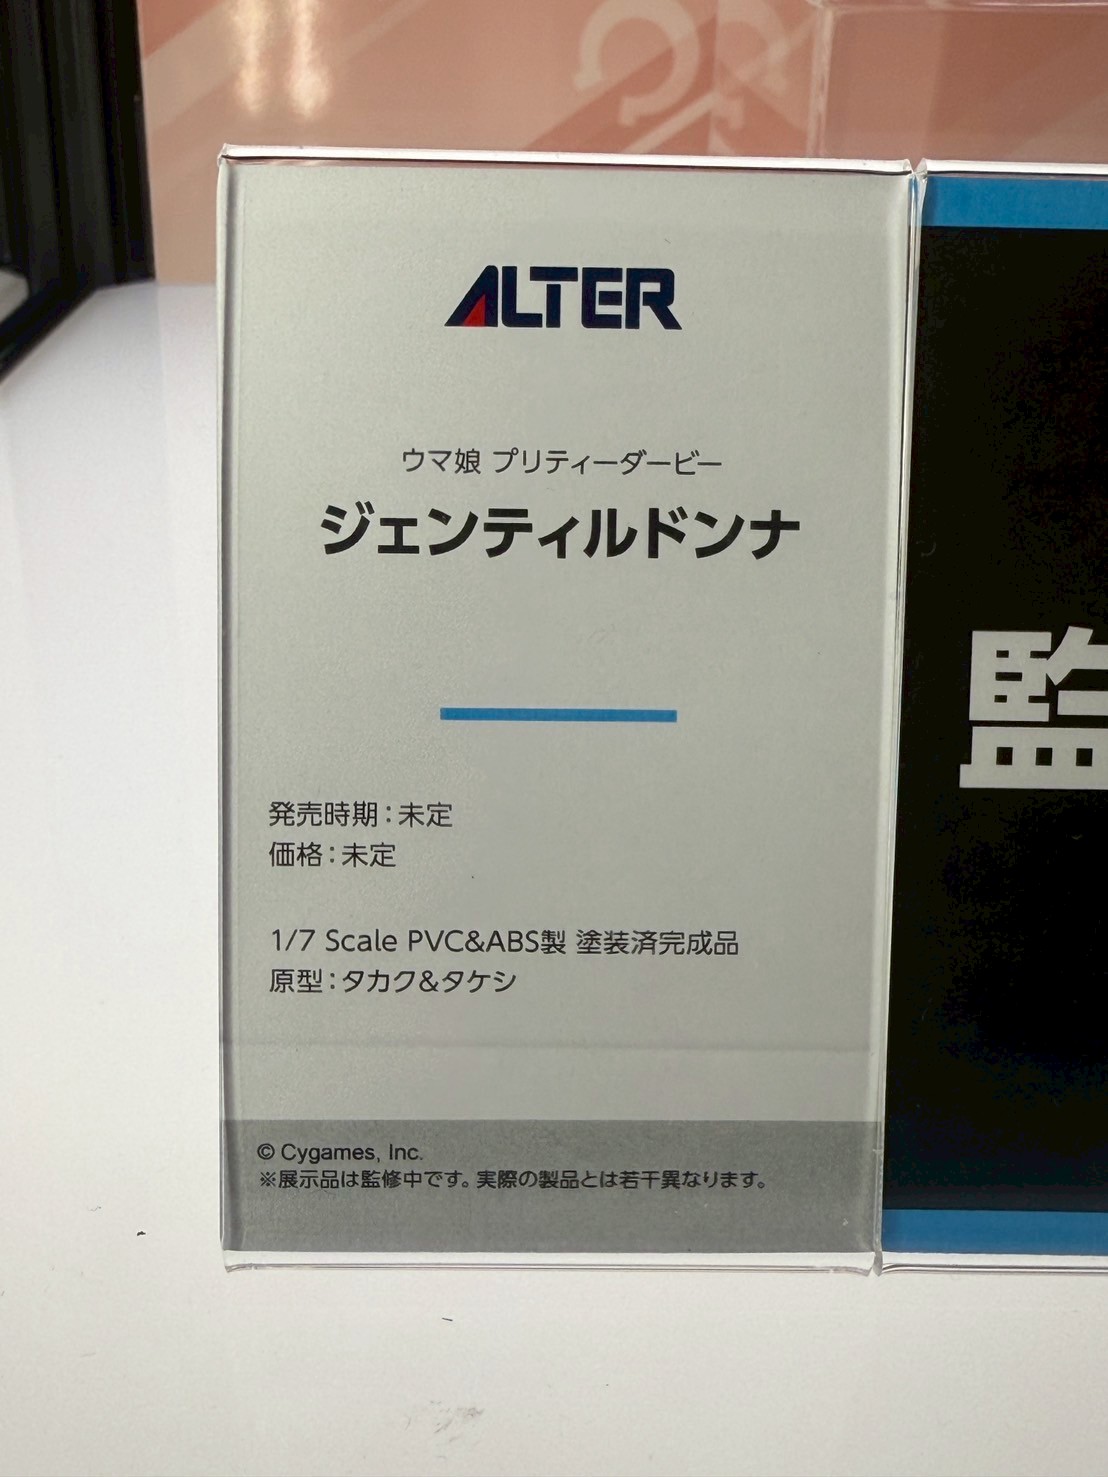 ALTER
ウマ娘 プリティーダービー
ジェンティルドンナ
発売時期：未定
価格：未定
1/7 Scale PVC&ABS製 塗装済完成品
原型：タカク&タケシ
© Cygames, Inc.
※展示品は監修中です。実際の製品とは若干異なります。
監